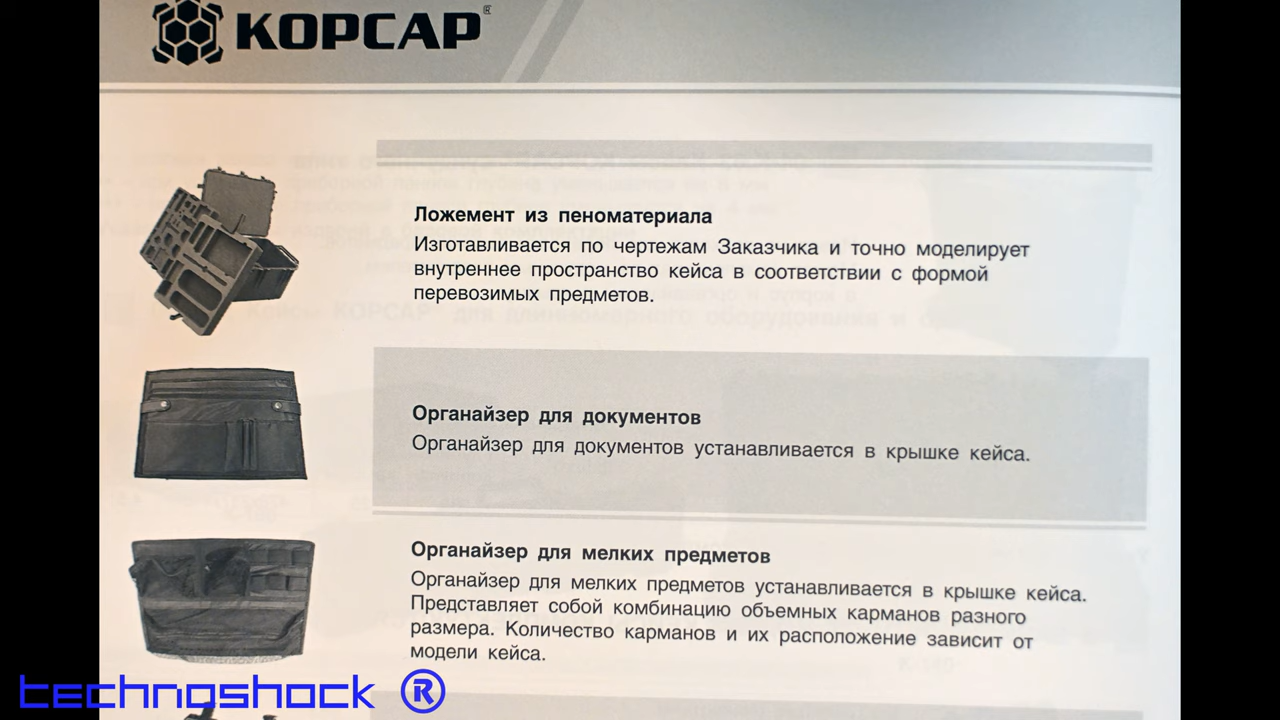 КОРСАР®
Ложемент из пеноматериала
Изготавливается по чертежам Заказчика и точно моделирует
внутреннее пространство кейса в соответствии с формой
перевозимых предметов.
Органайзер для документов
Органайзер для документов устанавливается в крышке кейса.
Органайзер для мелких предметов
Органайзер для мелких предметов устанавливается в крышке кейса.
Представляет собой комбинацию объемных карманов разного
размера. Количество карманов и их расположение зависит от
модели кейса.
technoshock ®